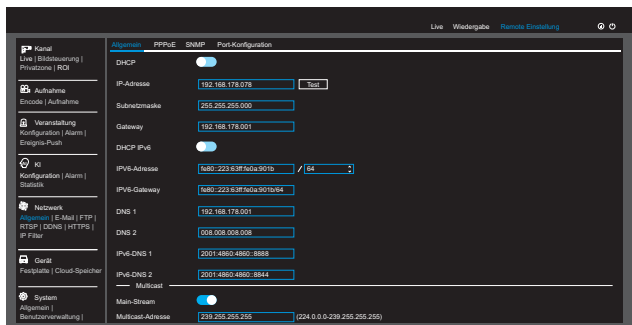 Live Wiedergabe Remote Einstellung
Kanal
Live | Bildsteuerung |
Privatzone | ROI
Aufnahme
Encode | Aufnahme
Veranstaltung
Konfiguration | Alarm |
Ereignis-Push
KI
Konfiguration | Alarm |
Statistik
Netzwerk
Allgemein | E-Mail | FTP |
RTSP | DDNS | HTTPS |
IP Filter
Gerät
Festplatte | Cloud-Speicher
System
Allgemein |
Benutzerverwaltung |
Allgemein PPPoE SNMP Port-Konfiguration
DHCP
IP-Adresse 192.168.178.078 Test
Subnetzmaske 255.255.255.000
Gateway 192.168.178.001
DHCP IPv6
IPV6-Adresse fe80::223:63ff:fe0a:901b / 64
IPV6-Gateway fe80::223:63ff:fe0a:901b/64
DNS 1 192.168.178.001
DNS 2 008.008.008.008
IPv6-DNS 1 2001:4860:4860::8888
IPv6-DNS 2 2001:4860:4860::8844
Multicast
Main-Stream
Multicast-Adresse 239.255.255.255 (224.0.0.0-239.255.255.255)